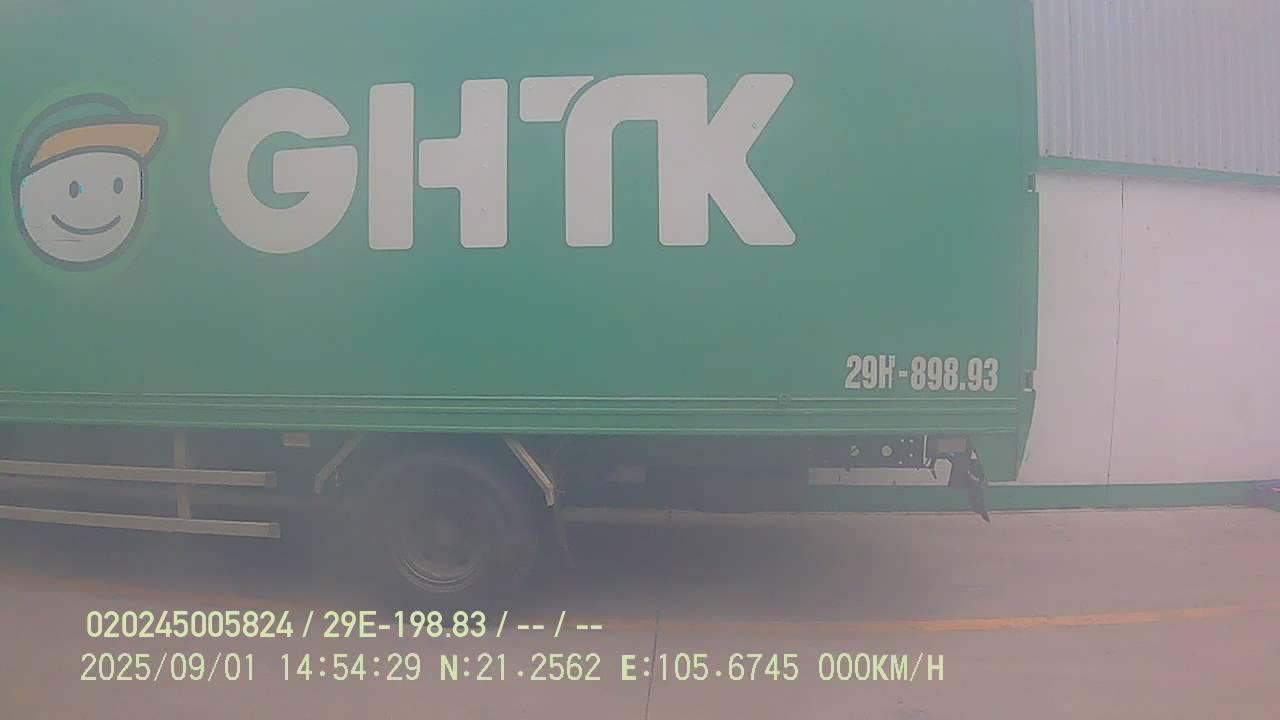 GHTK
29H-898.93
020245005824 / 29E-198.83 / -- / --
2025/09/01 14:54:29 N:21.2562 E:105.6745 000KM/H